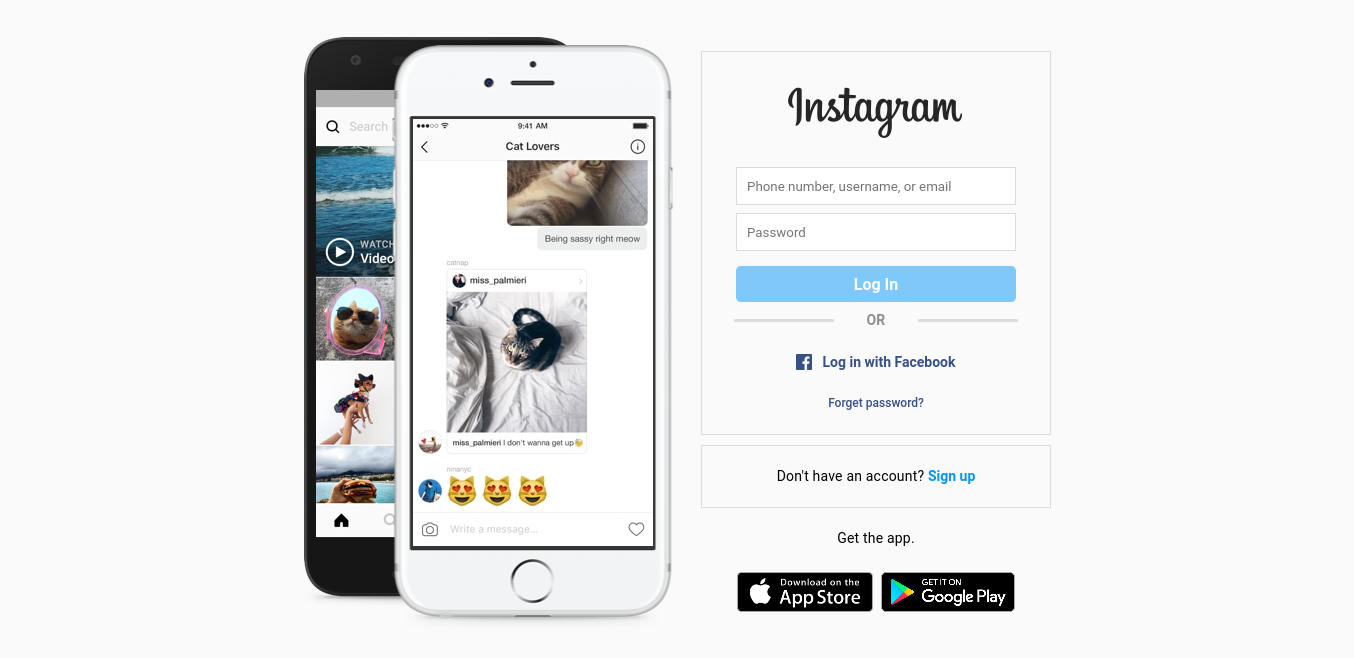 Search
WATCH
Video
9:41 AM
Cat Lovers
Being sassy right meow
catnap
miss_palmieri
miss_palmieri I don't wanna get up
ninanyc
Write a message...
Instagram
Phone number, username, or email
Password
Log In
OR
Log in with Facebook
Forget password?
Don't have an account? Sign up
Get the app.
Download on the
App Store
GET IT ON
Google Play